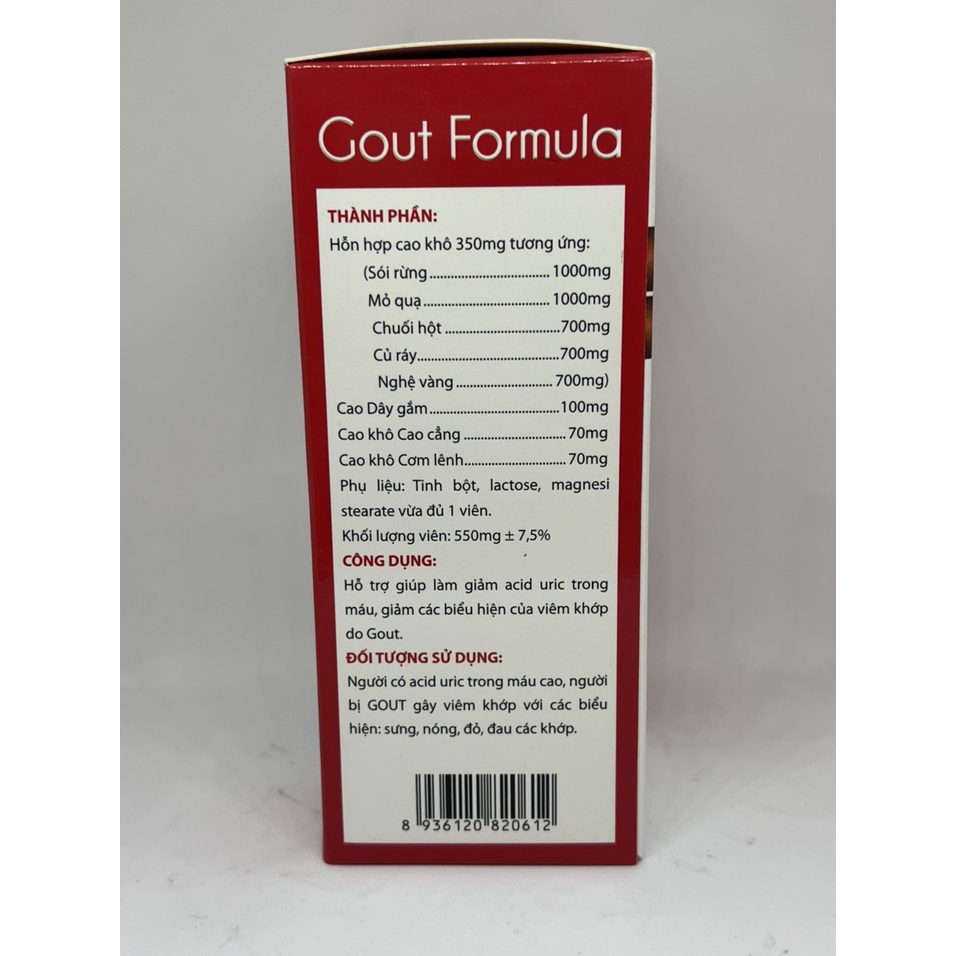 Gout Formula
THÀNH PHẦN:
Hỗn hợp cao khô 350mg tương ứng:
(Sói rừng.................................. 1000mg
Mỏ quạ.................................... 1000mg
Chuối hột .................................700mg
Củ ráy.........................................700mg
Nghệ vàng ........................... 700mg)
Cao Dây gắm.......................................100mg
Cao khô Cao cẳng .............................. 70mg
Cao khô Cơm lênh.............................. 70mg
Phụ liệu: Tinh bột, lactose, magnesi
stearate vừa đủ 1 viên.
Khối lượng viên: 550mg ± 7,5%
CÔNG DỤNG:
Hỗ trợ giúp làm giảm acid uric trong
máu, giảm các biểu hiện của viêm khớp
do Gout.
ĐỐI TƯỢNG SỬ DỤNG:
Người có acid uric trong máu cao, người
bị GOUT gây viêm khớp với các biểu
hiện: sưng, nóng, đỏ, đau các khớp.
8 936120 820612